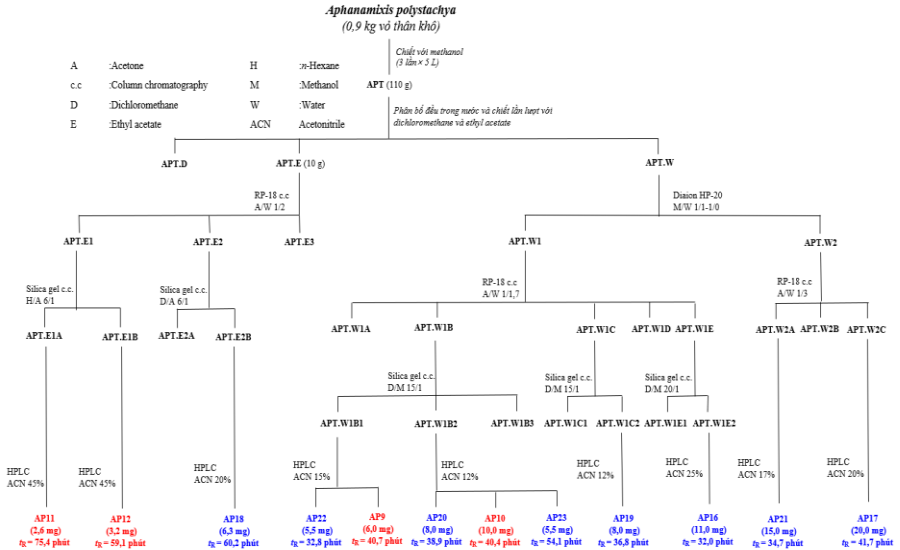 Aphanamixis polystachya
(0,9 kg vỏ thân khô)
Chiết với methanol
(3 lần × 5 L)
A :Acetone H :n-Hexane
c.c :Column chromatography M :Methanol APT (110 g)
D :Dichloromethane W :Water
E :Ethyl acetate ACN Acetonitrile
Phân bố đều trong nước và chiết lần lượt với
dichloromethane và ethyl acetate
APT.D APT.E (10 g) APT.W
RP-18 c.c
A/W 1/2
Diaion HP-20
M/W 1/1-1/0
APT.E1 APT.E2 APT.E3 APT.W1 APT.W2
Silica gel c.c.
H/A 6/1
Silica gel c.c.
D/A 6/1
RP-18 c.c
A/W 1/1,7
RP-18 c.c
A/W 1/3
APT.E1A APT.E1B APT.E2A APT.E2B APT.W1A APT.W1B APT.W1C APT.W1D APT.W1E APT.W2A APT.W2B APT.W2C
Silica gel c.c.
D/M 15/1
Silica gel c.c.
D/M 15/1
Silica gel c.c.
D/M 20/1
APT.W1B1 APT.W1B2 APT.W1B3 APT.W1C1 APT.W1C2 APT.W1E1 APT.W1E2
HPLC
ACN 45%
HPLC
ACN 45%
HPLC
ACN 20%
HPLC
ACN 15%
HPLC
ACN 12%
HPLC
ACN 12%
HPLC
ACN 25%
HPLC
ACN 17%
HPLC
ACN 20%
AP11
(2,6 mg)
tR = 75,4 phút
AP12
(3,2 mg)
tR = 59,1 phút
AP18
(6,3 mg)
tR = 60,2 phút
AP22
(5,5 mg)
tR = 32,8 phút
AP9
(6,0 mg)
tR = 40,7 phút
AP20
(8,0 mg)
tR = 38,9 phút
AP10
(10,0 mg)
tR = 40,4 phút
AP23
(5,5 mg)
tR = 54,1 phút
AP19
(8,0 mg)
tR = 36,8 phút
AP16
(11,0 mg)
tR = 32,0 phút
AP21
(15,0 mg)
tR = 34,7 phút
AP17
(20,0 mg)
tR = 41,7 phút